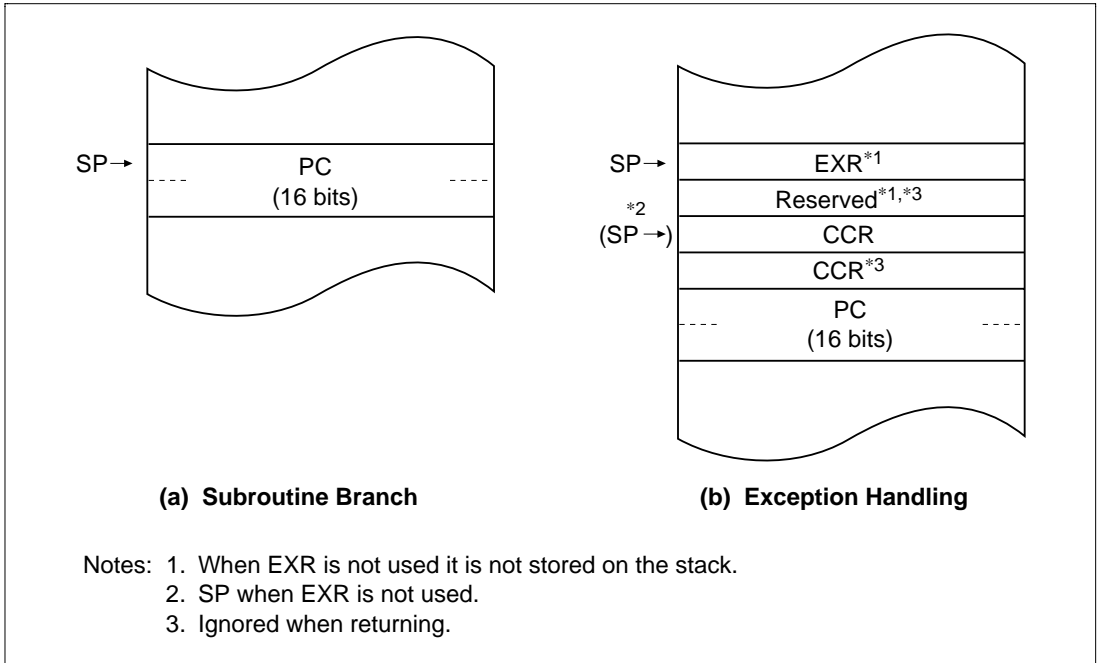 SP→
PC
(16 bits)
(a) Subroutine Branch
SP→
EXR*1
Reserved*1,*3
*2
(SP→)
CCR
CCR*3
PC
(16 bits)
(b) Exception Handling
Notes: 1. When EXR is not used it is not stored on the stack.
2. SP when EXR is not used.
3. Ignored when returning.